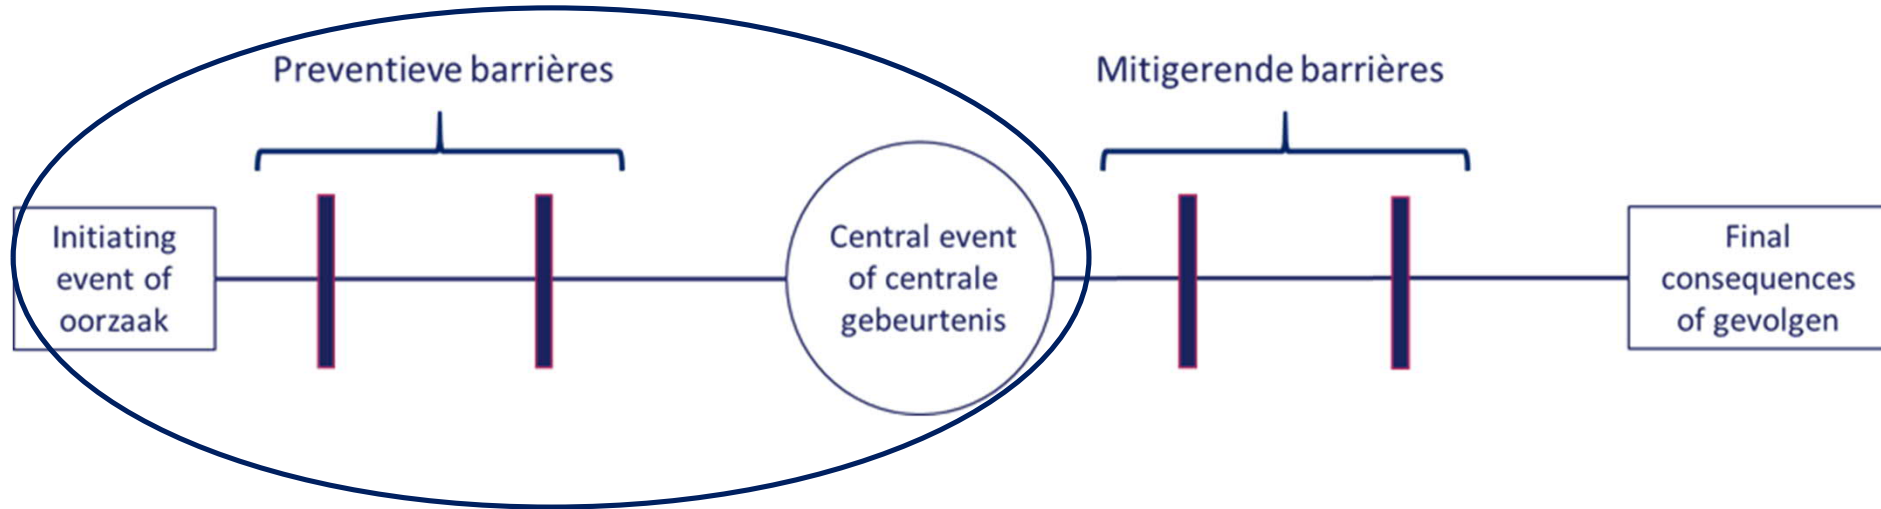 Preventieve barrières
Mitigerende barrières
Initiating
event of
oorzaak
Central event
of centrale
gebeurtenis
Final
consequences
of gevolgen